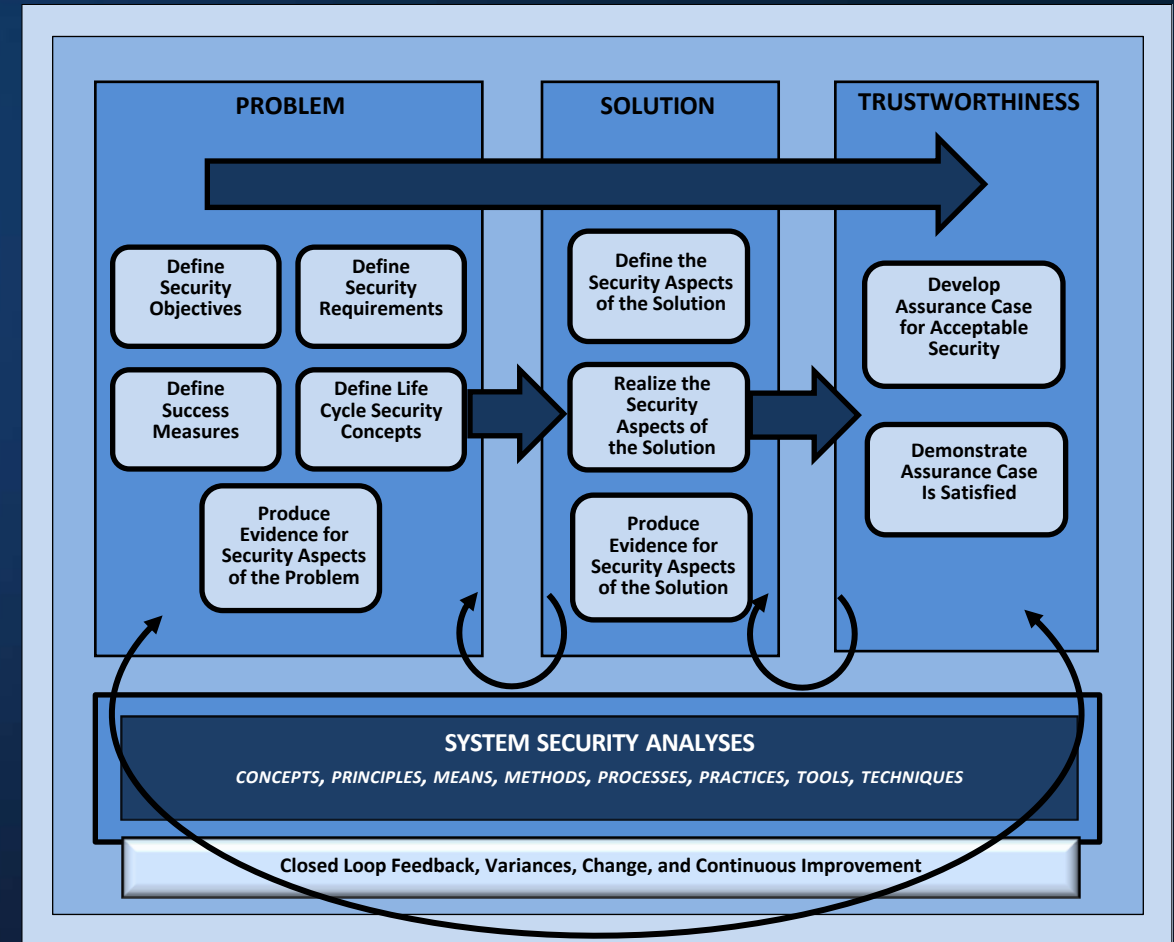 PROBLEM
Define
Security
Objectives
Define
Security
Requirements
Define
Success
Measures
Define Life
Cycle Security
Concepts
Produce
Evidence for
Security Aspects
of the Problem
SOLUTION
Define the
Security Aspects
of the Solution
Realize the
Security
Aspects of
the Solution
Produce
Evidence for
Security Aspects
of the Solution
TRUSTWORTHINESS
Develop
Assurance Case
for Acceptable
Security
Demonstrate
Assurance Case
Is Satisfied
SYSTEM SECURITY ANALYSES
CONCEPTS, PRINCIPLES, MEANS, METHODS, PROCESSES, PRACTICES, TOOLS, TECHNIQUES
Closed Loop Feedback, Variances, Change, and Continuous Improvement